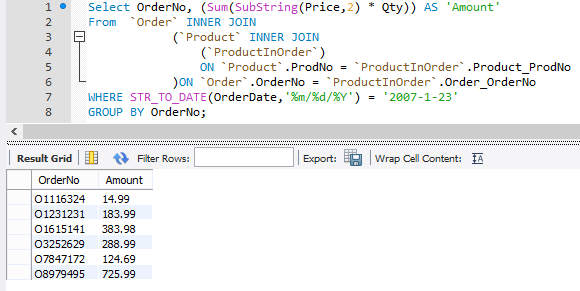 1 Select OrderNo, (Sum(SubString(Price,2) * Qty)) AS 'Amount'
2 From `Order` INNER JOIN
3 (`Product` INNER JOIN
4 (`ProductInOrder`)
5 ON `Product`.ProdNo = `ProductInOrder`.Product_ProdNo
6 )ON `Order`.OrderNo = `ProductInOrder`.Order_OrderNo
7 WHERE STR_TO_DATE(OrderDate,'%m/%d/%Y') = '2007-1-23'
8 GROUP BY OrderNo;
Result Grid Filter Rows: Export: Wrap Cell Content: IA
OrderNo Amount
O1116324 14.99
O1231231 183.99
O1615141 383.98
O3252629 288.99
O7847172 124.69
O8979495 725.99